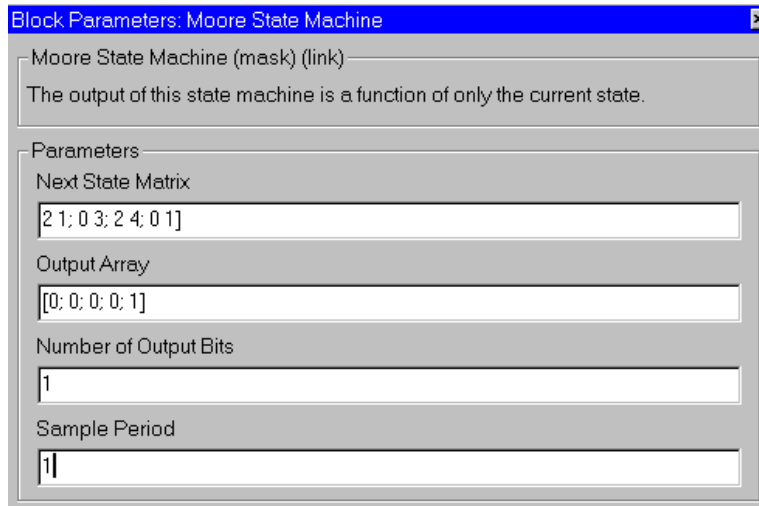 Block Parameters: Moore State Machine
Moore State Machine (mask) (link)
The output of this state machine is a function of only the current state.
Parameters
Next State Matrix
2 1; 0 3; 2 4; 0 1]
Output Array
[0; 0; 0; 0; 1]
Number of Output Bits
1
Sample Period
1